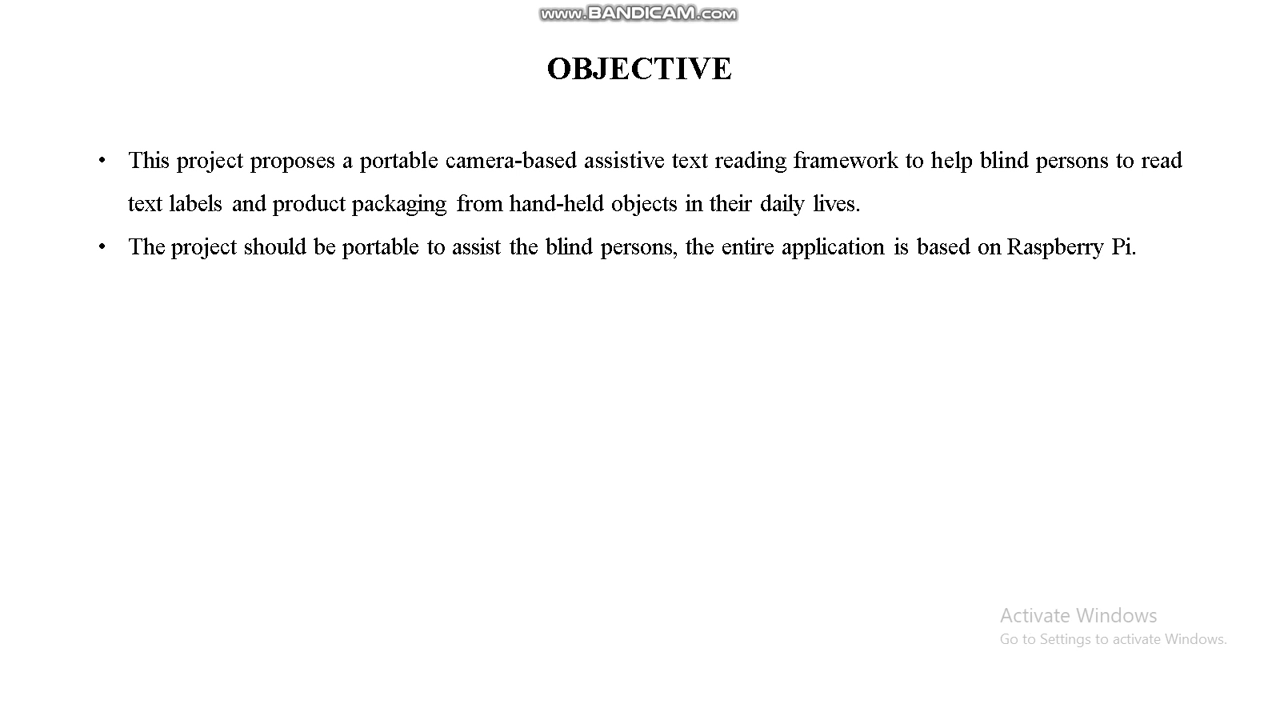 www.BANDICAM.com
OBJECTIVE
• This project proposes a portable camera-based assistive text reading framework to help blind persons to read
text labels and product packaging from hand-held objects in their daily lives.
• The project should be portable to assist the blind persons, the entire application is based on Raspberry Pi.
Activate Windows
Go to Settings to activate Windows.